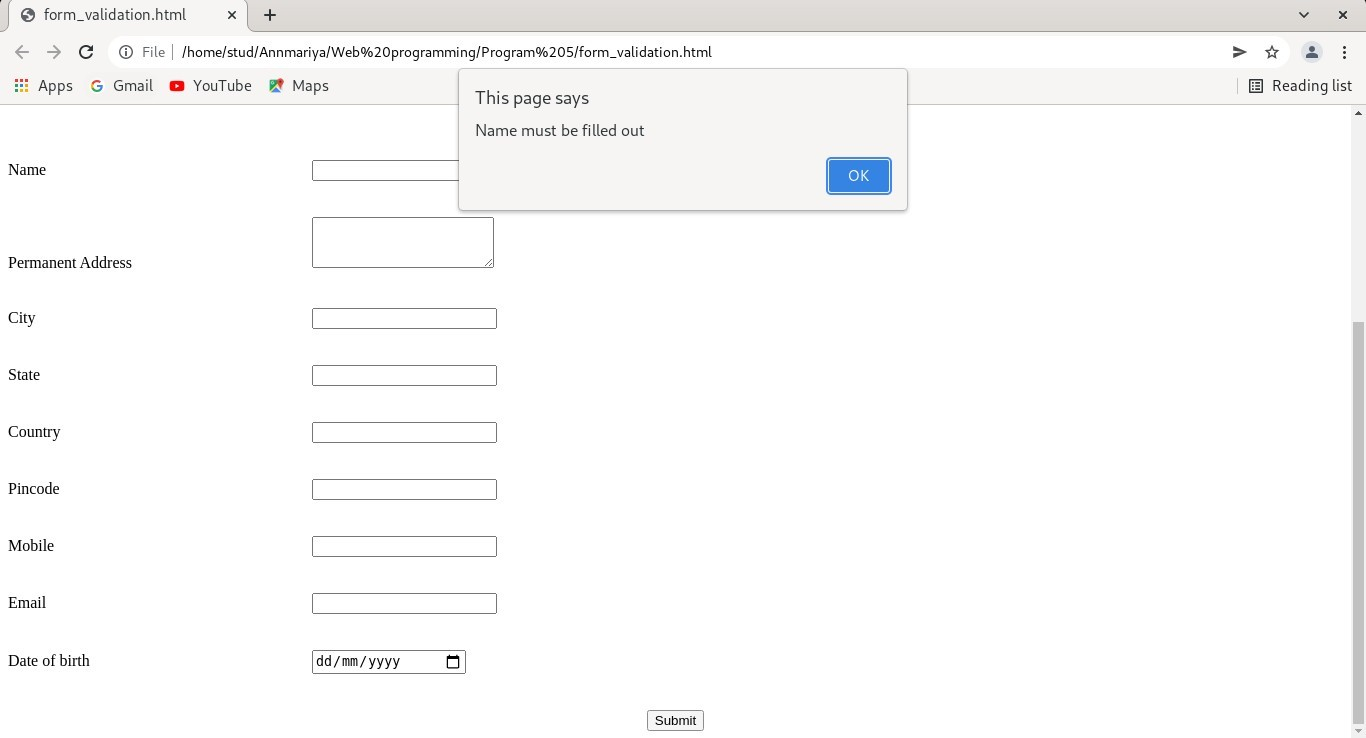 form_validation.html
File /home/stud/Annmariya/Web%20programming/Program%205/form_validation.html
Apps Gmail YouTube Maps Reading list
This page says
Name must be filled out
OK
Name
Permanent Address
City
State
Country
Pincode
Mobile
Email
Date of birth dd/mm/yyyy
Submit